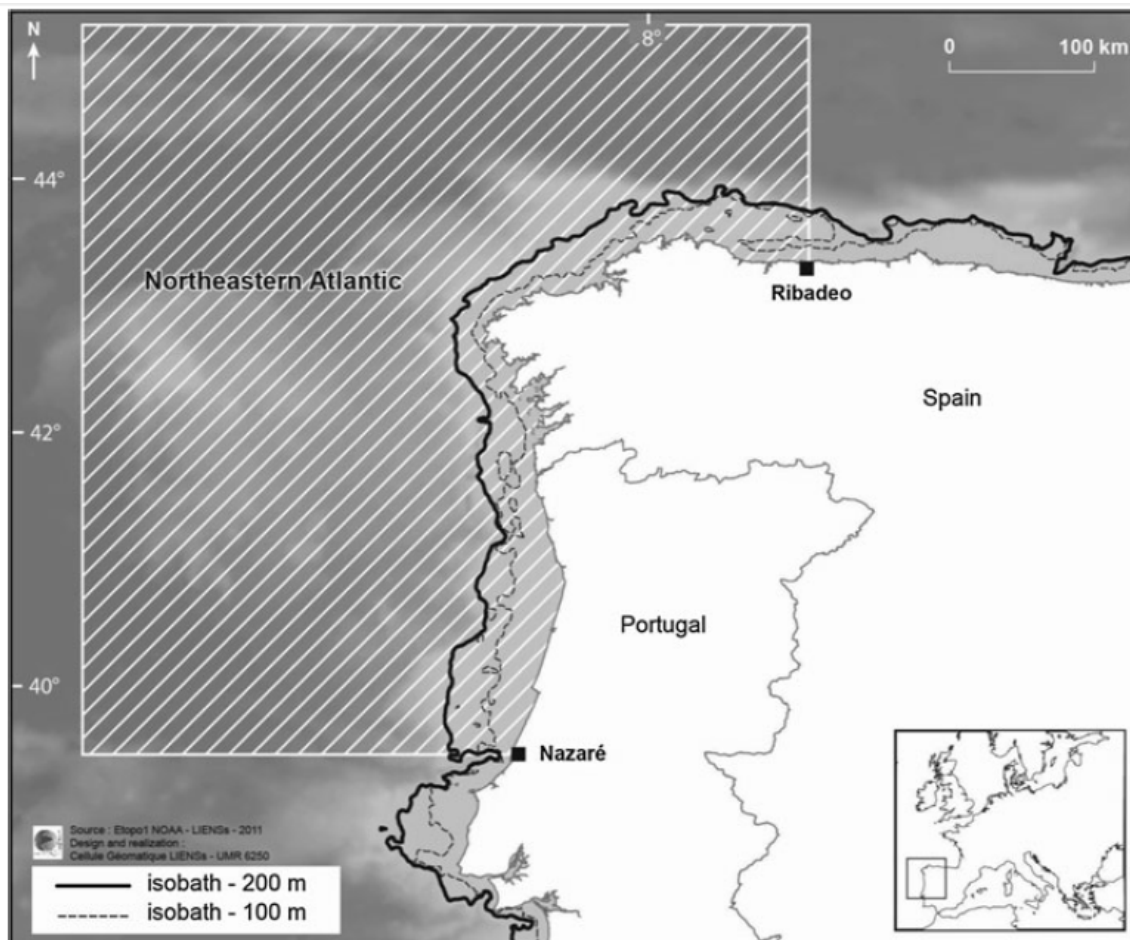 N
8°
0 100 km
44°
Northeastern Atlantic
Ribadeo
Spain
42°
Portugal
40°
Nazaré
Source : Etopo1 NOAA - LIENSs - 2011
Design and realization :
Cellule Géomatique LIENSs - UMR 6250
isobath - 200 m
isobath - 100 m